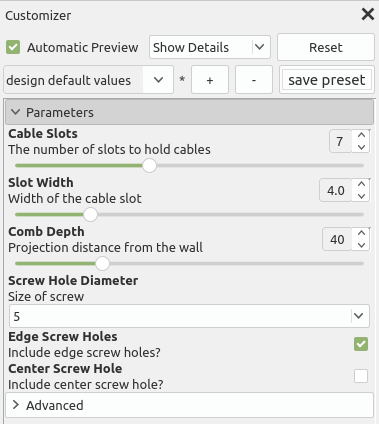 Customizer
Automatic Preview Show Details Reset
design default values * + - save preset
Parameters
Cable Slots
The number of slots to hold cables 7
Slot Width
Width of the cable slot 4.0
Comb Depth
Projection distance from the wall 40
Screw Hole Diameter
Size of screw
5
Edge Screw Holes
Include edge screw holes?
Center Screw Hole
Include center screw hole?
Advanced